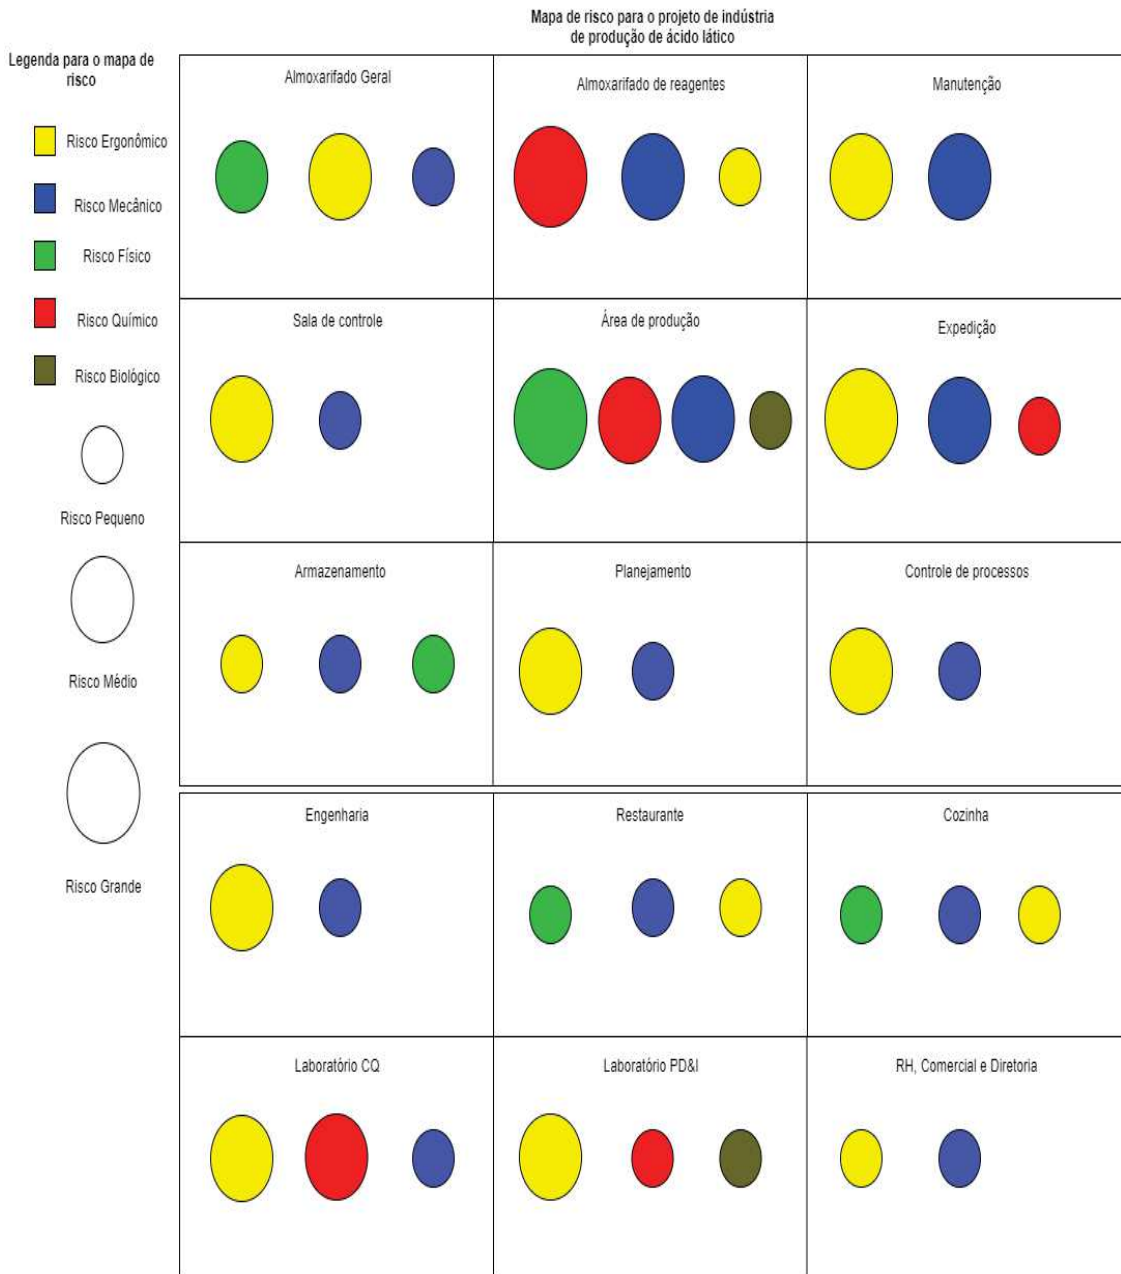 Mapa de risco para o projeto de indústria
de produção de ácido lático
Legenda para o mapa de
risco
Risco Ergonômico
Risco Mecânico
Risco Físico
Risco Químico
Risco Biológico
Risco Pequeno
Risco Médio
Risco Grande
Almoxarifado Geral
Almoxarifado de reagentes
Manutenção
Sala de controle
Área de produção
Expedição
Armazenamento
Planejamento
Controle de processos
Engenharia
Restaurante
Cozinha
Laboratório CQ
Laboratório PD&I
RH, Comercial e Diretoria